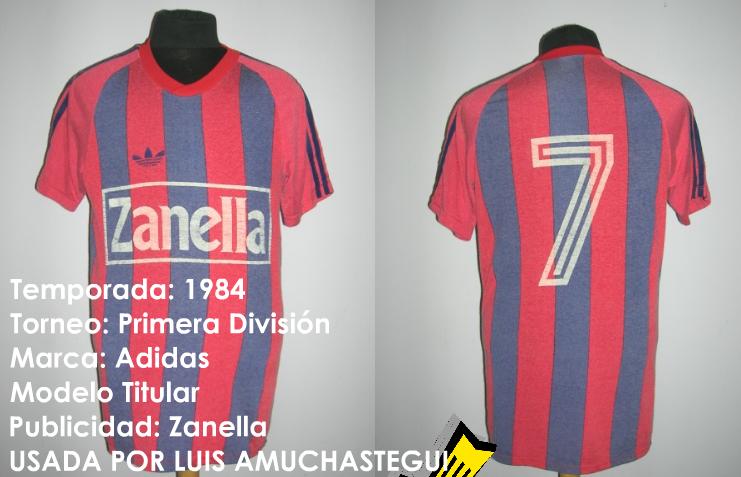 Zanella
7
Temporada: 1984
Torneo: Primera División
Marca: Adidas
Modelo Titular
Publicidad: Zanella
USADA POR LUIS AMUCHASTEGUI